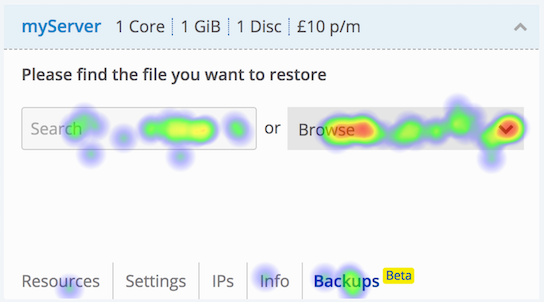 myServer 1 Core 1 GiB 1 Disc £10 p/m
Please find the file you want to restore
Search or Browse
Resources Settings IPs Info Backups Beta